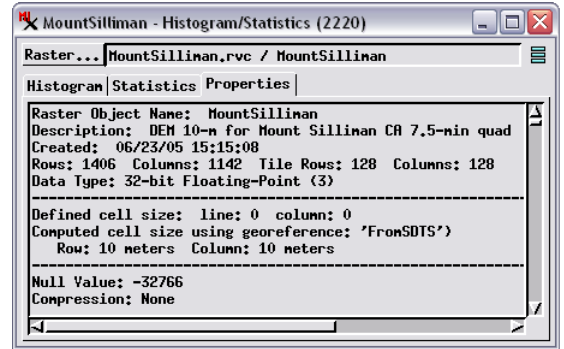 MountSilliman - Histogram/Statistics (2220)
Raster... MountSilliman.rvc / MountSilliman
Histogram Statistics Properties
Raster Object Name: MountSilliman
Description: DEM 10-m for Mount Silliman CA 7.5-min quad
Created: 06/23/05 15:15:08
Rows: 1406 Columns: 1142 Tile Rows: 128 Columns: 128
Data Type: 32-bit Floating-Point (3)
Defined cell size: line: 0 column: 0
Computed cell size using georeference: 'FromSDTS')
Row: 10 meters Column: 10 meters
Null Value: -32766
Compression: None